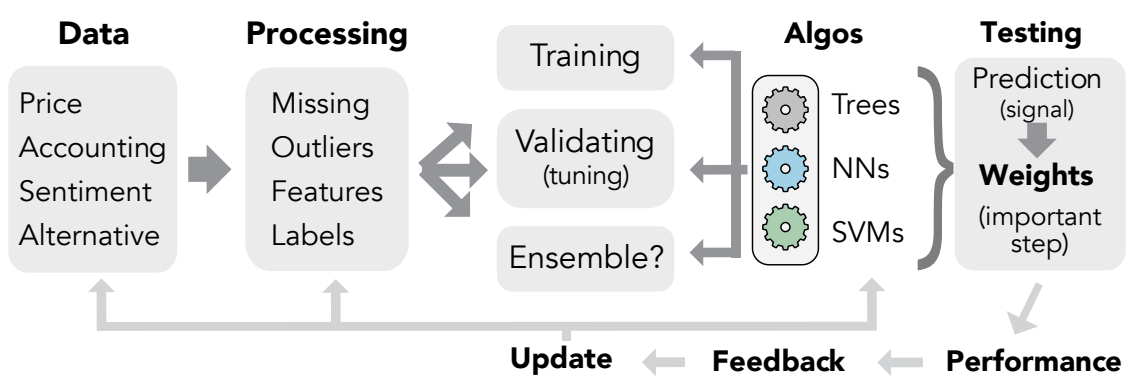 Data
Processing
Algos
Testing
Price
Accounting
Sentiment
Alternative
Missing
Outliers
Features
Labels
Training
Validating
(tuning)
Ensemble?
Trees
NNs
SVMs
Prediction
(signal)
Weights
(important
step)
Update
Feedback
Performance